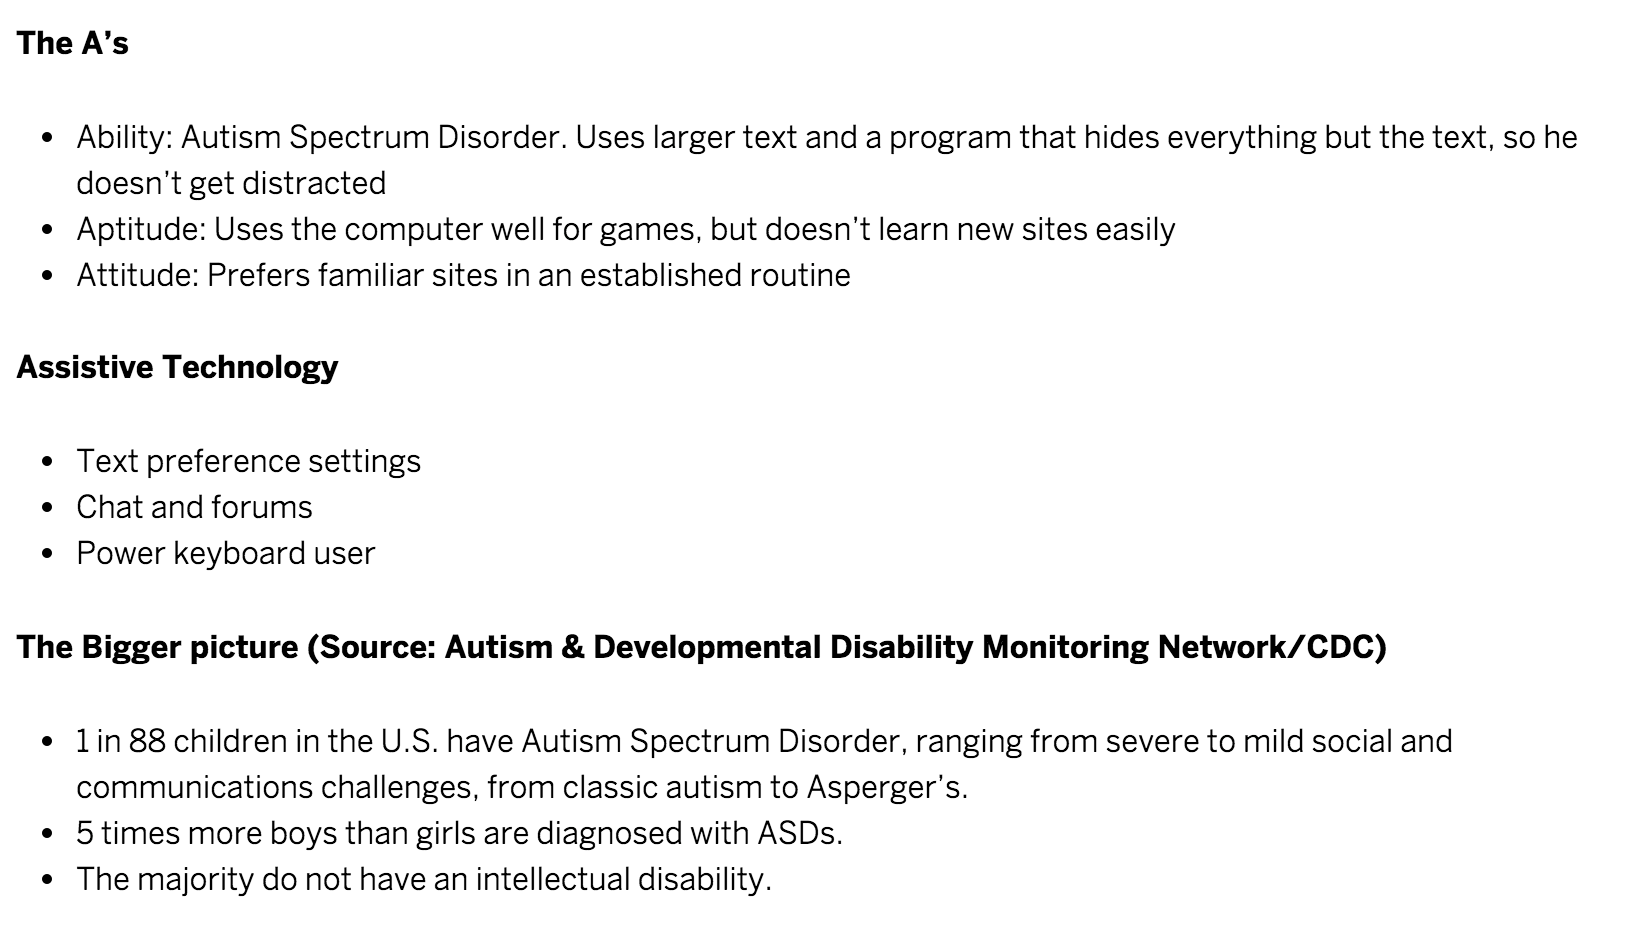 The A’s
• Ability: Autism Spectrum Disorder. Uses larger text and a program that hides everything but the text, so he
doesn’t get distracted
• Aptitude: Uses the computer well for games, but doesn’t learn new sites easily
• Attitude: Prefers familiar sites in an established routine
Assistive Technology
• Text preference settings
• Chat and forums
• Power keyboard user
The Bigger picture (Source: Autism & Developmental Disability Monitoring Network/CDC)
• 1 in 88 children in the U.S. have Autism Spectrum Disorder, ranging from severe to mild social and
communications challenges, from classic autism to Asperger’s.
• 5 times more boys than girls are diagnosed with ASDs.
• The majority do not have an intellectual disability.